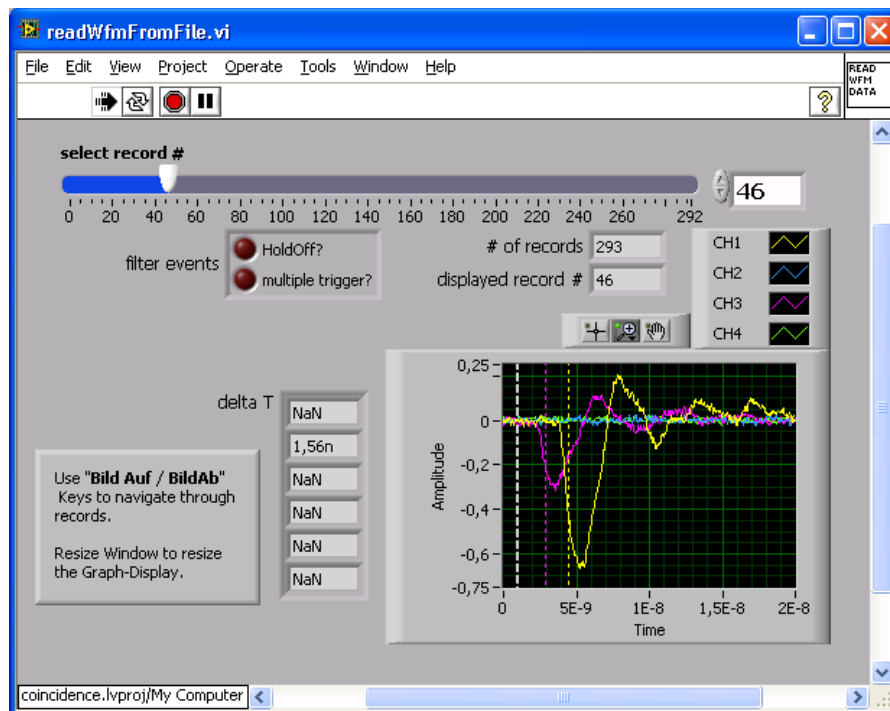 readWfmFromFile.vi
File Edit View Project Operate Tools Window Help
READ
WFM
DATA
select record #
46
0 20 40 60 80 100 120 140 160 180 200 220 240 260 292
filter events
HoldOff?
multiple trigger?
# of records 293
displayed record # 46
CH1
CH2
CH3
CH4
delta T
NaN
1,56n
NaN
NaN
NaN
NaN
Use "Bild Auf / BildAb"
Keys to navigate through
records.
Resize Window to resize
the Graph-Display.
Amplitude
0,25
0
-0,2
-0,4
-0,6
-0,75
0 5E-9 1E-8 1,5E-8 2E-8
Time
coincidence.lvproj/My Computer